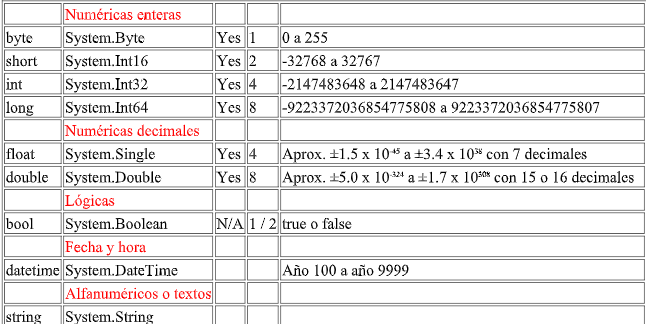 Numéricas enteras
byte System.Byte Yes 1 0 a 255
short System.Int16 Yes 2 -32768 a 32767
int System.Int32 Yes 4 -2147483648 a 2147483647
long System.Int64 Yes 8 -9223372036854775808 a 9223372036854775807
Numéricas decimales
float System.Single Yes 4 Aprox. ±1.5 x 10⁻⁴⁵ a ±3.4 x 10³⁸ con 7 decimales
double System.Double Yes 8 Aprox. ±5.0 x 10⁻³²⁴ a ±1.7 x 10³⁰⁸ con 15 o 16 decimales
Lógicas
bool System.Boolean N/A 1 / 2 true o false
Fecha y hora
datetime System.DateTime Año 100 a año 9999
Alfanuméricos o textos
string System.String